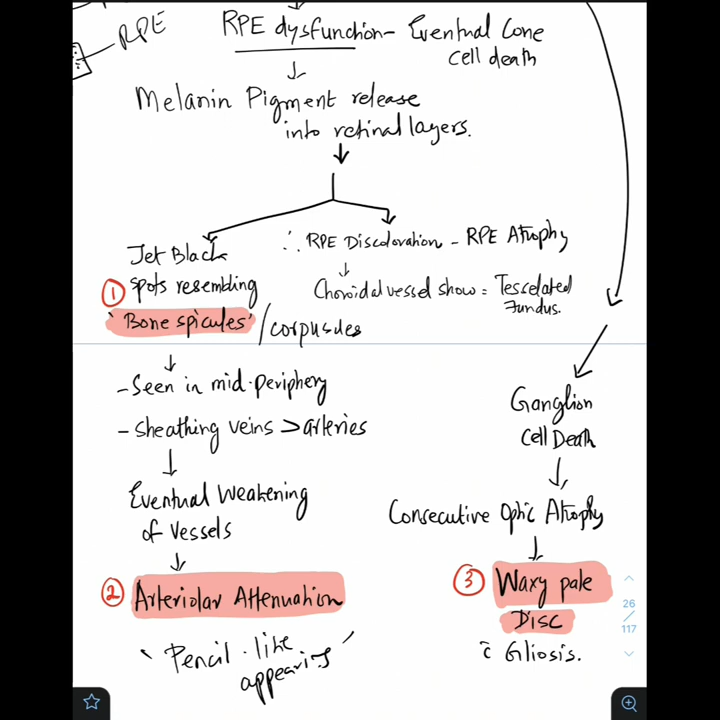 RPE
RPE dysfunction - Eventual Cone
cell death
Melanin Pigment release
into retinal layers.
Jet Black
① spots resembling
'Bone spicules' / corpuscles
∴ RPE Discoloration - RPE Atrophy
Choroidal vessel show = Tesselated
Fundus.
- Seen in mid-periphery
- sheathing veins > arteries
Eventual Weakening
of vessels
② Arteriolar Attenuation
' Pencil-like '
Ganglion
Cell Death
Consecutive Optic Atrophy
③ Waxy pale
Disc
c̄ Gliosis.
26
/
117